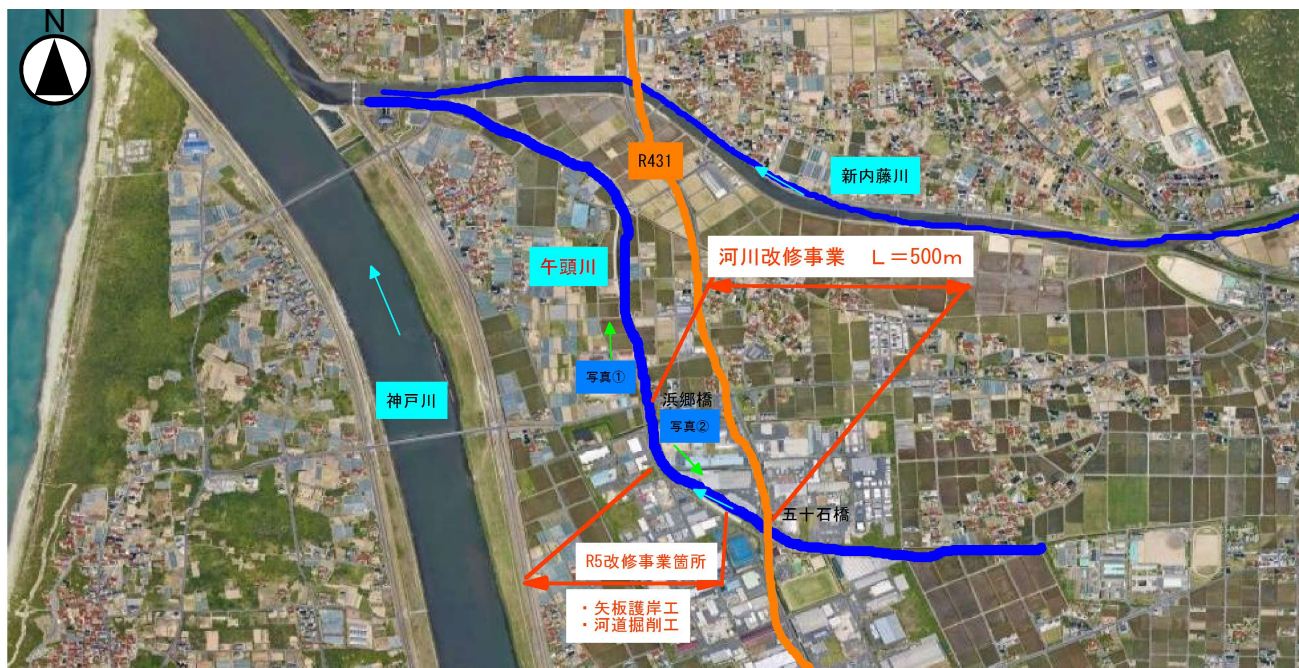 N
R431
新内藤川
河川改修事業 L=500m
午頭川
写真①
神戸川
浜郷橋
写真②
五十石橋
R5改修事業箇所
・矢板護岸工
・河道掘削工